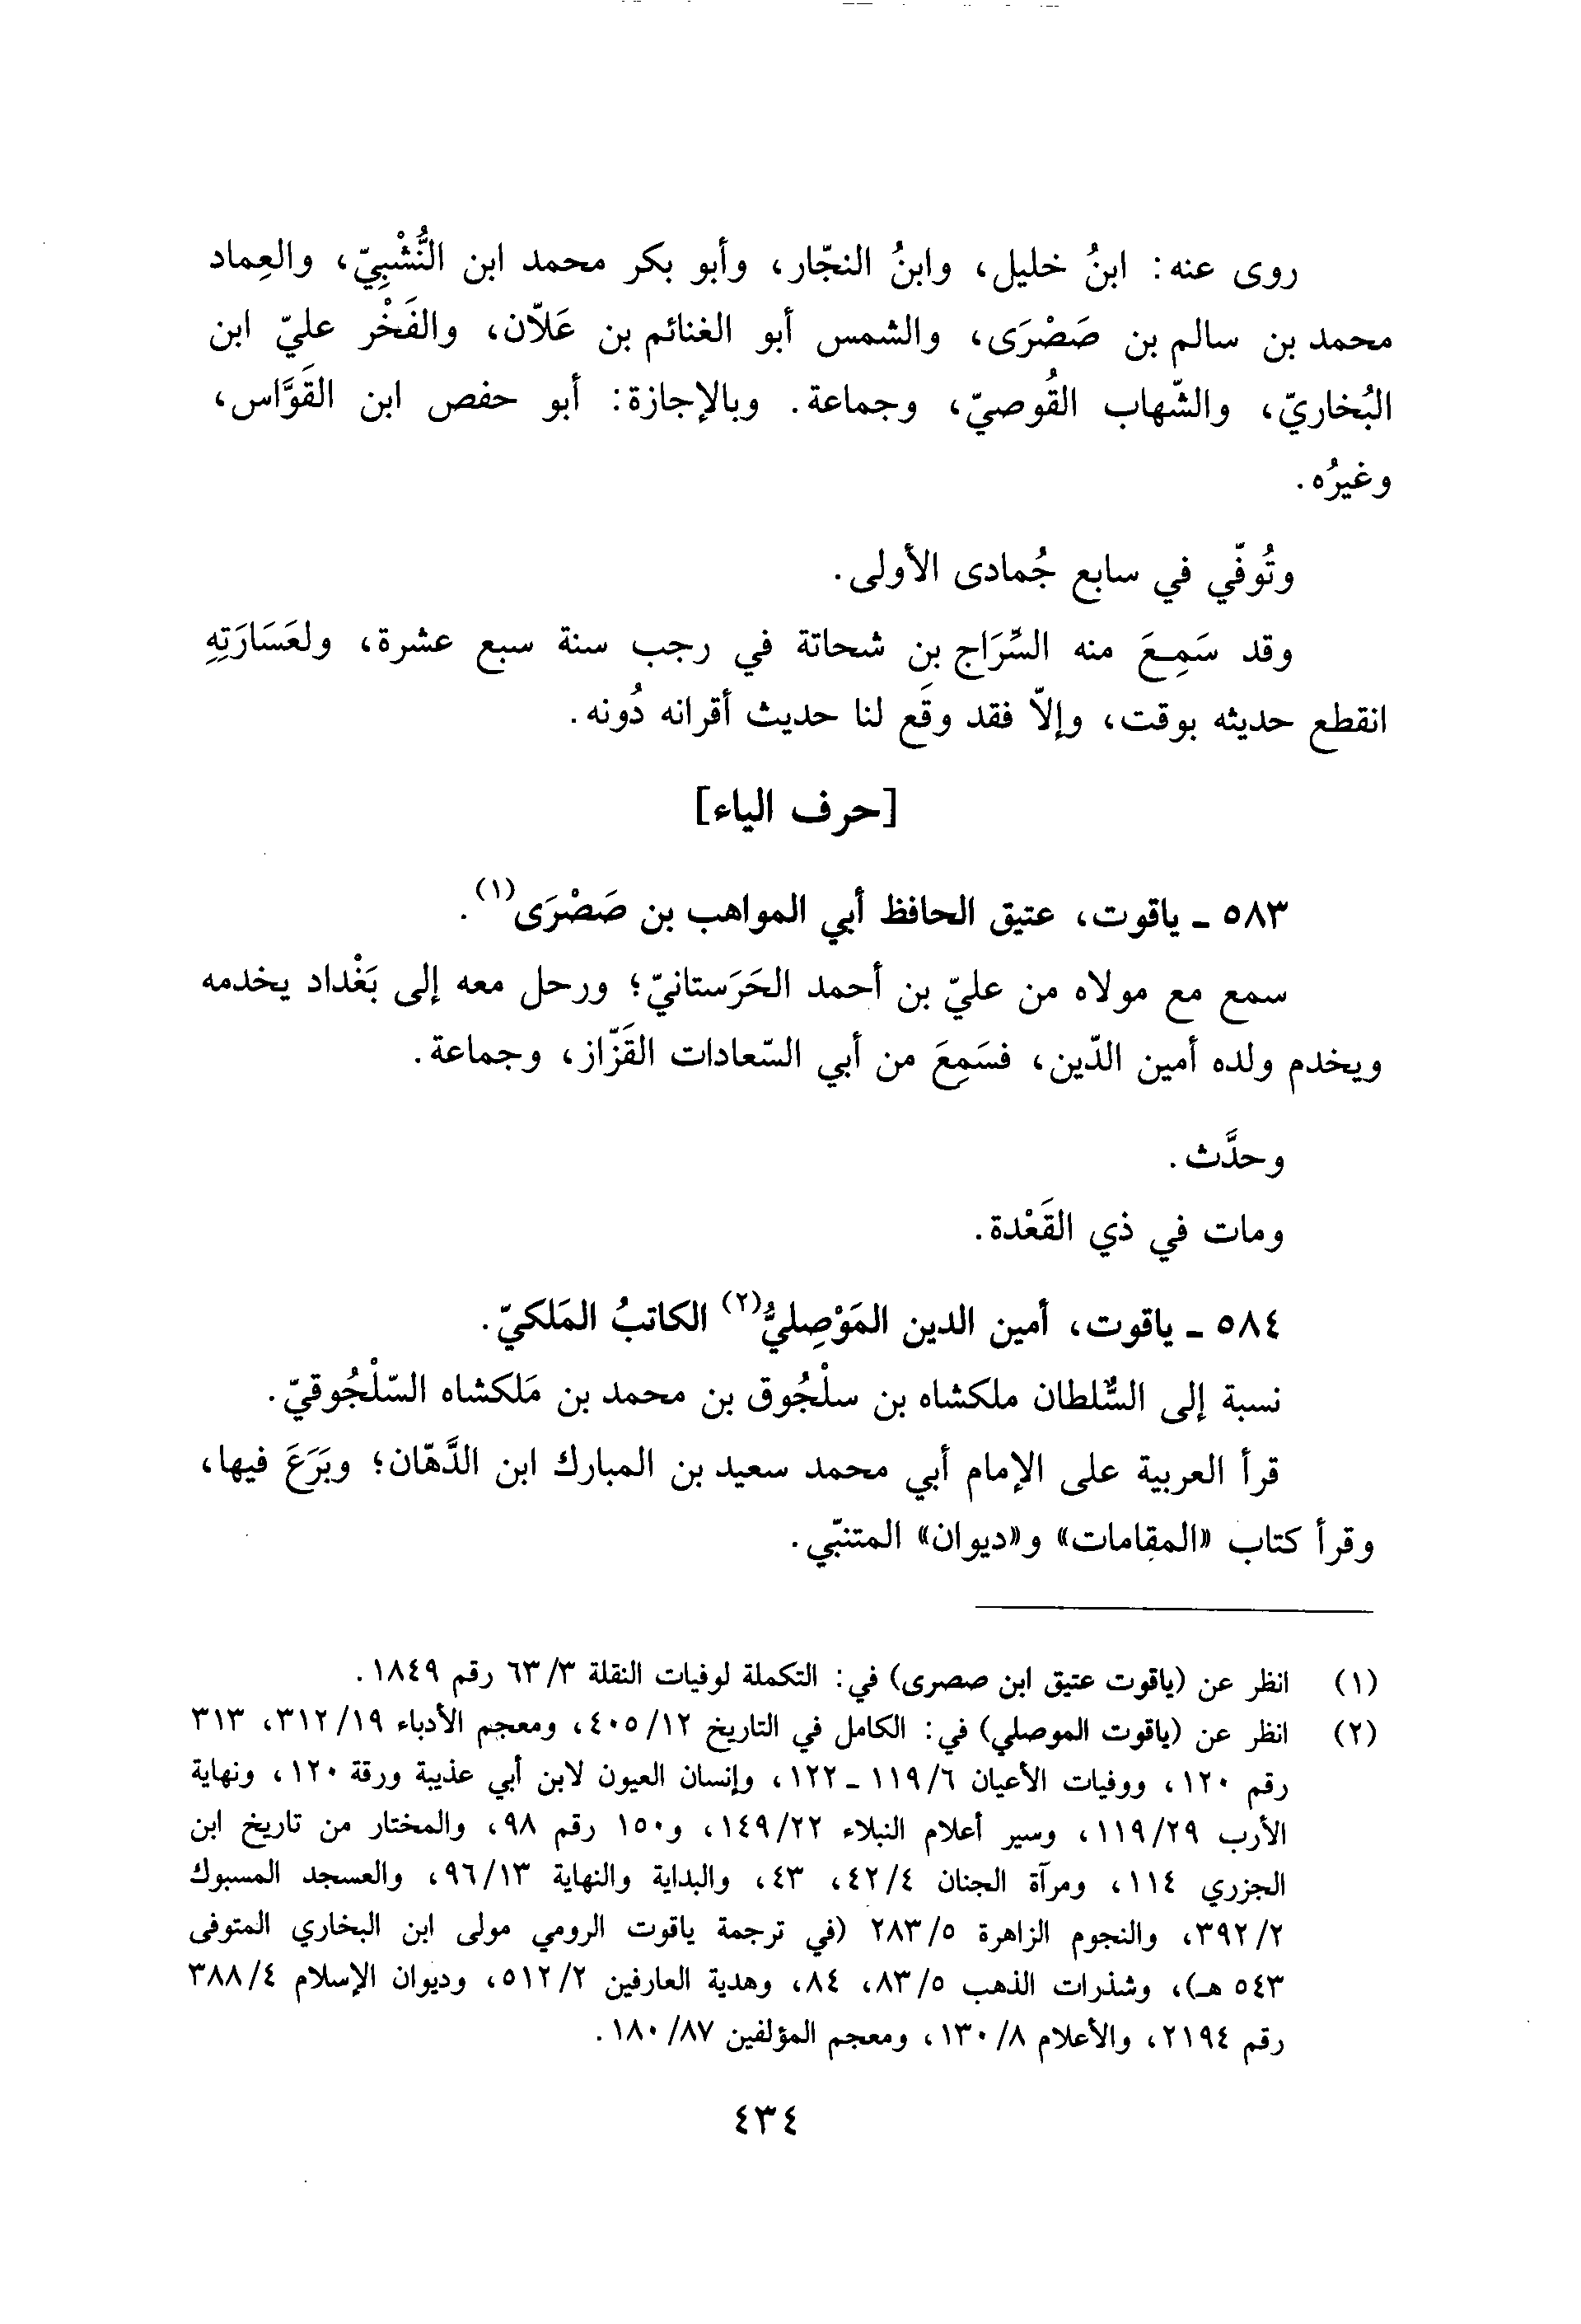 روى عنه: ابنُ خليل، وابنُ النجّار، وأبو بكر محمد ابن النُّشْبِيّ، والعِماد
محمد بن سالم بن صَصْرَى، والشمس أبو الغنائم بن عَلاّن، والفَخْر عليّ ابن
البُخاريّ، والشّهاب القُوصيّ، وجماعة. وبالإجازة: أبو حفص ابن القَوَّاس،
وغيرُه.
وتُوفّي في سابع جُمادى الأولى.
وقد سَمِعَ منه السِّرَاج بن شحاتة في رجب سنة سبع عشرة، ولعَسَارَتِهِ
انقطع حديثه بوقت، وإلاّ فقد وقَع لنا حديث أقرانه دُونه.
[حرف الياء]
٥٨٣ - ياقوت، عتيق الحافظ أبي المواهب بن صَصْرَى(١).
سمع مع مولاه من عليّ بن أحمد الحَرَستانيّ؛ ورحل معه إلى بَغْداد يخدمه
ويخدم ولده أمين الدّين، فسَمِعَ من أبي السّعادات القَزّاز، وجماعة.
وحدَّث.
ومات في ذي القَعْدة.
٥٨٤ - ياقوت، أمين الدين المَوْصِليُّ(٢) الكاتبُ المَلكيّ.
نسبة إلى السُّلطان ملكشاه بن سلْجُوق بن محمد بن مَلكشاه السّلْجُوقيّ.
قرأ العربية على الإمام أبي محمد سعيد بن المبارك ابن الدَّهّان؛ وبَرَعَ فيها،
وقرأ كتاب «المقامات» و«ديوان» المتنبّي.
(١) انظر عن (ياقوت عتيق ابن صصرى) في: التكملة لوفيات النقلة ٦٣/٣ رقم ١٨٤٩.
(٢) انظر عن (ياقوت الموصلي) في: الكامل في التاريخ ٤٠٥/١٢، ومعجم الأدباء ٣١٢/١٩، ٣١٣
رقم ١٢٠، ووفيات الأعيان ١١٩/٦ - ١٢٢، وإنسان العيون لابن أبي عذيبة ورقة ١٢٠، ونهاية
الأرب ١١٩/٢٩، وسير أعلام النبلاء ١٤٩/٢٢، و١٥٠ رقم ٩٨، والمختار من تاريخ ابن
الجزري ١١٤، ومرآة الجنان ٤٢/٤، ٤٣، والبداية والنهاية ٩٦/١٣، والعسجد المسبوك
٣٩٢/٢، والنجوم الزاهرة ٢٨٣/٥ (في ترجمة ياقوت الرومي مولى ابن البخاري المتوفى
٥٤٣ هـ)، وشذرات الذهب ٨٣/٥، ٨٤، وهدية العارفين ٥١٢/٢، وديوان الإسلام ٣٨٨/٤
رقم ٢١٩٤، والأعلام ١٣٠/٨، ومعجم المؤلفين ١٨٠/٨٧.
٤٣٤